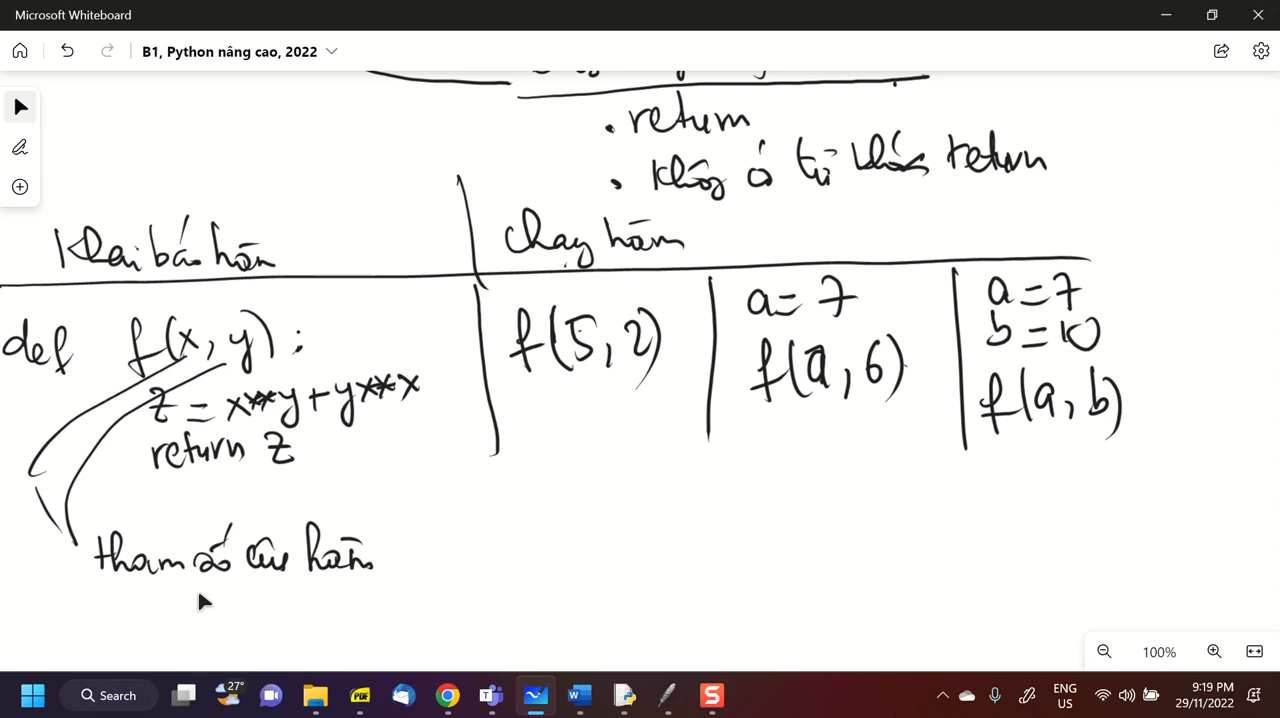 Microsoft Whiteboard
B1, Python nâng cao, 2022
. return
. không có từ khóa return
Khai báo hàm
chạy hàm
def f(x, y):
z = x**y + y**x
return z
f(5, 2)
a = 7
f(a, 6)
a = 7
b = 10
f(a, b)
tham số của hàm
100%
27°
Search
ENG
US
9:19 PM
29/11/2022